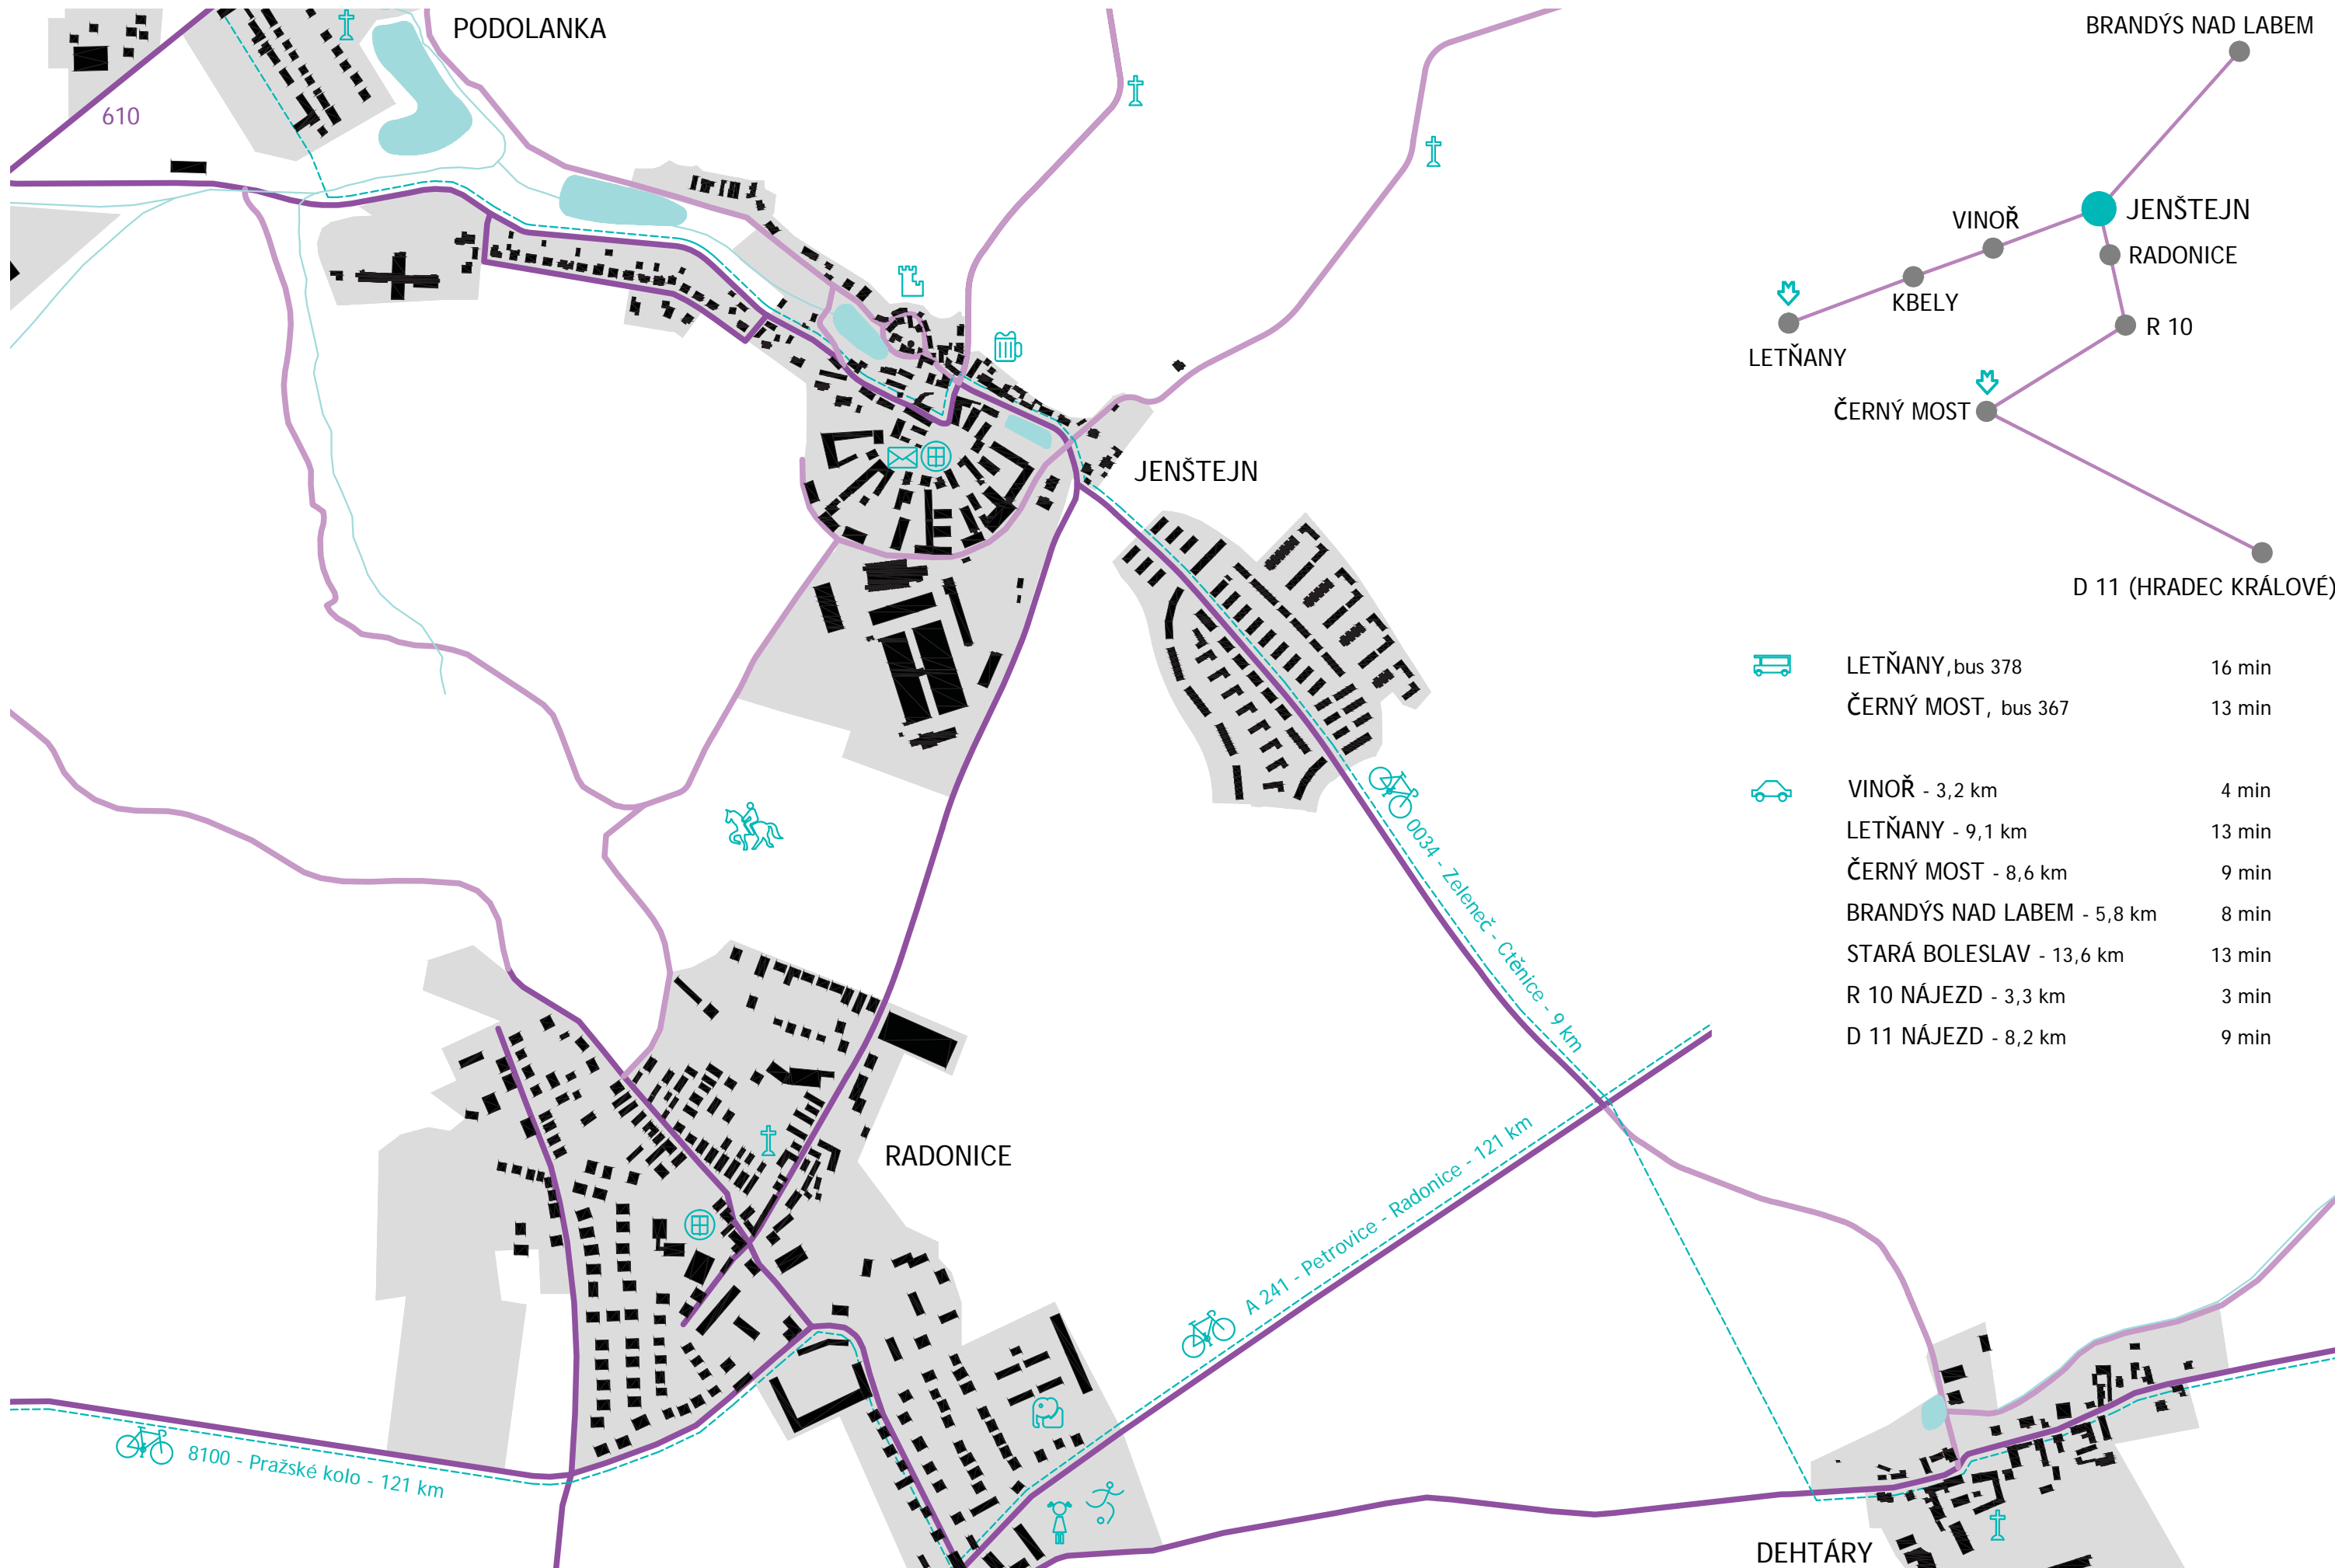 PODOLANKA
610
JENŠTEJN
RADONICE
DEHTÁRY
0034 - Zeleneč - Ctěnice - 9 km
A 241 - Petrovice - Radonice - 121 km
8100 - Pražské kolo - 121 km
BRANDÝS NAD LABEM
JENŠTEJN
VINOŘ
RADONICE
KBELY
R 10
LETŇANY
ČERNÝ MOST
D 11 (HRADEC KRÁLOVÉ)
LETŇANY,bus 378 16 min
ČERNÝ MOST, bus 367 13 min
VINOŘ - 3,2 km 4 min
LETŇANY - 9,1 km 13 min
ČERNÝ MOST - 8,6 km 9 min
BRANDÝS NAD LABEM - 5,8 km 8 min
STARÁ BOLESLAV - 13,6 km 13 min
R 10 NÁJEZD - 3,3 km 3 min
D 11 NÁJEZD - 8,2 km 9 min